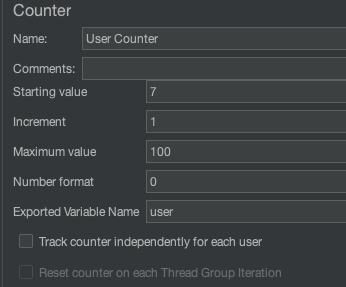 Counter
Name: User Counter
Comments:
Starting value 7
Increment 1
Maximum value 100
Number format 0
Exported Variable Name user
Track counter independently for each user
Reset counter on each Thread Group Iteration